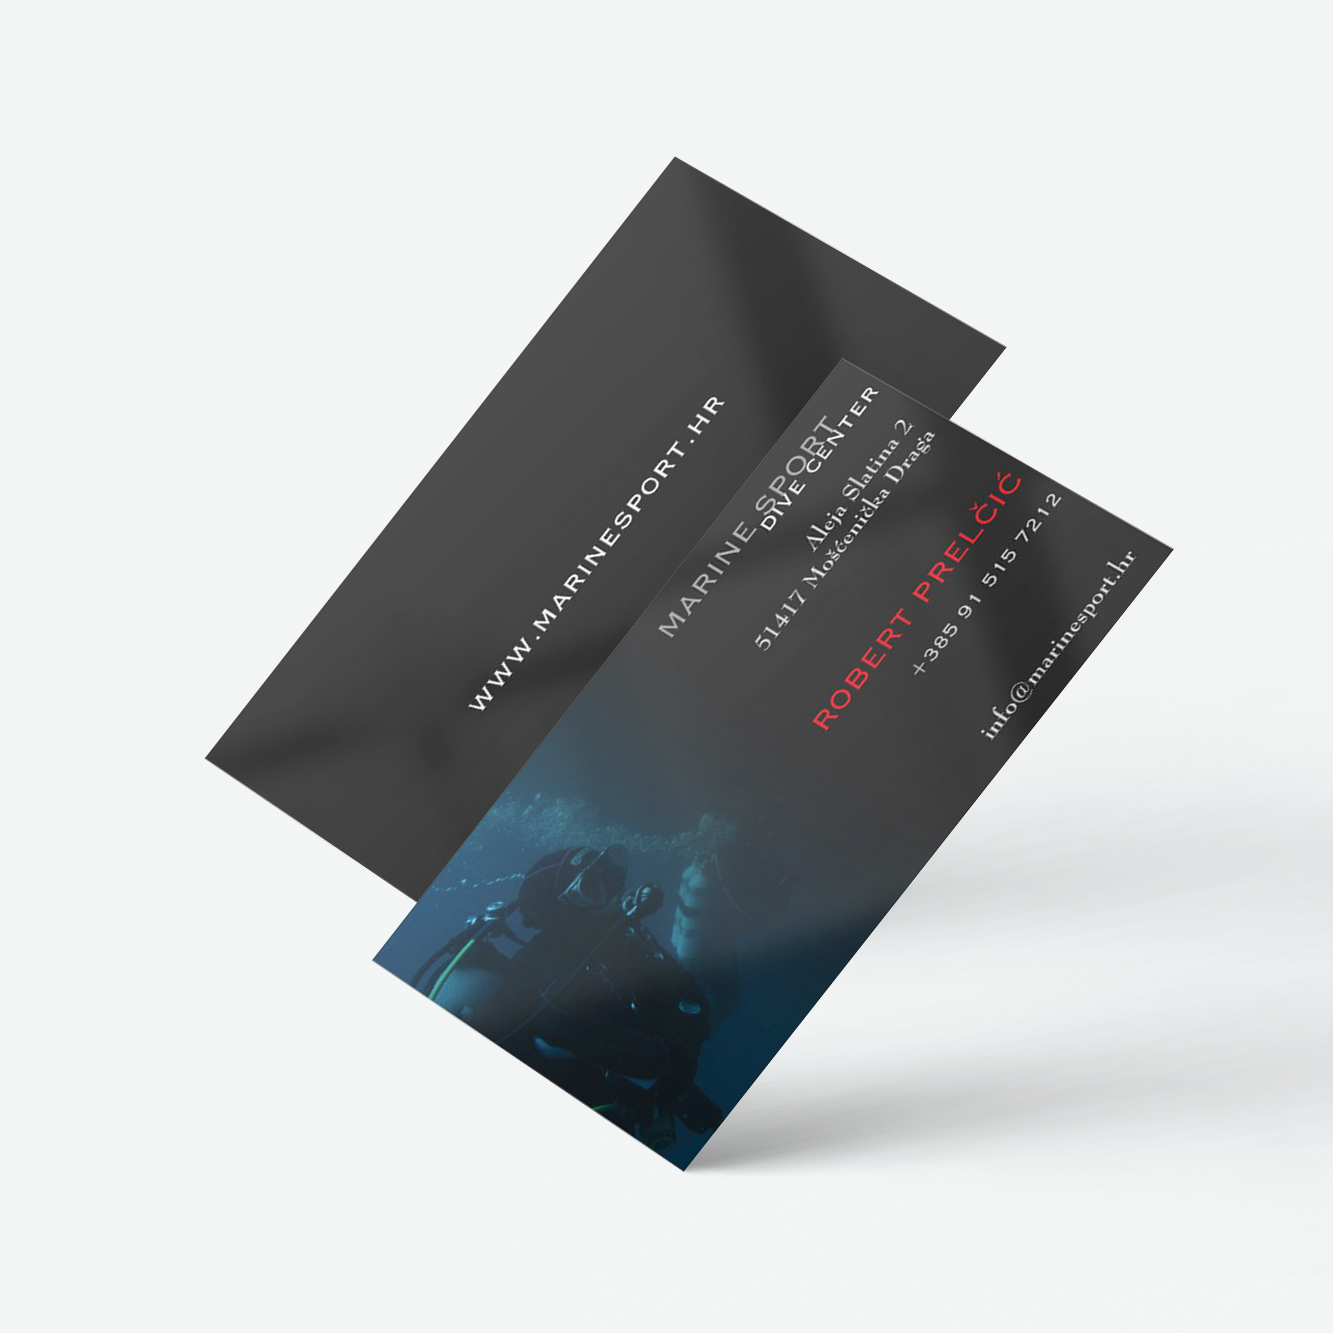 WWW.MARINESPORT.HR
MARINE SPORT
DIVE CENTER
Aleja Slatina 2
51417 Mošćenička Draga
ROBERT PRELČIĆ
+385 91 515 7212
info@marinesport.hr